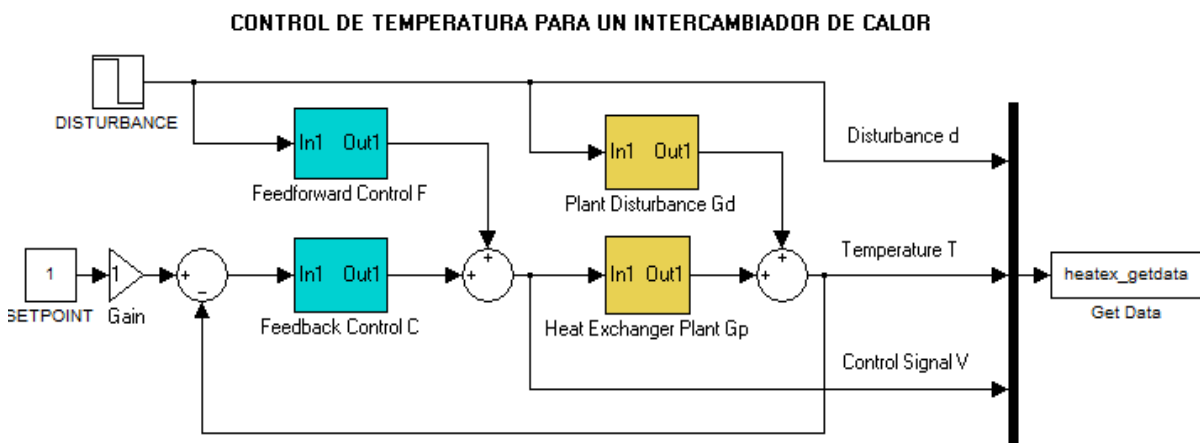 CONTROL DE TEMPERATURA PARA UN INTERCAMBIADOR DE CALOR
DISTURBANCE
In1 Out1
Feedforward Control F
In1 Out1
Plant Disturbance Gd
Disturbance d
1
SETPOINT
1
Gain
+
−
In1 Out1
Feedback Control C
+
+
In1 Out1
Heat Exchanger Plant Gp
+
+
Temperature T
Control Signal V
heatex_getdata
Get Data